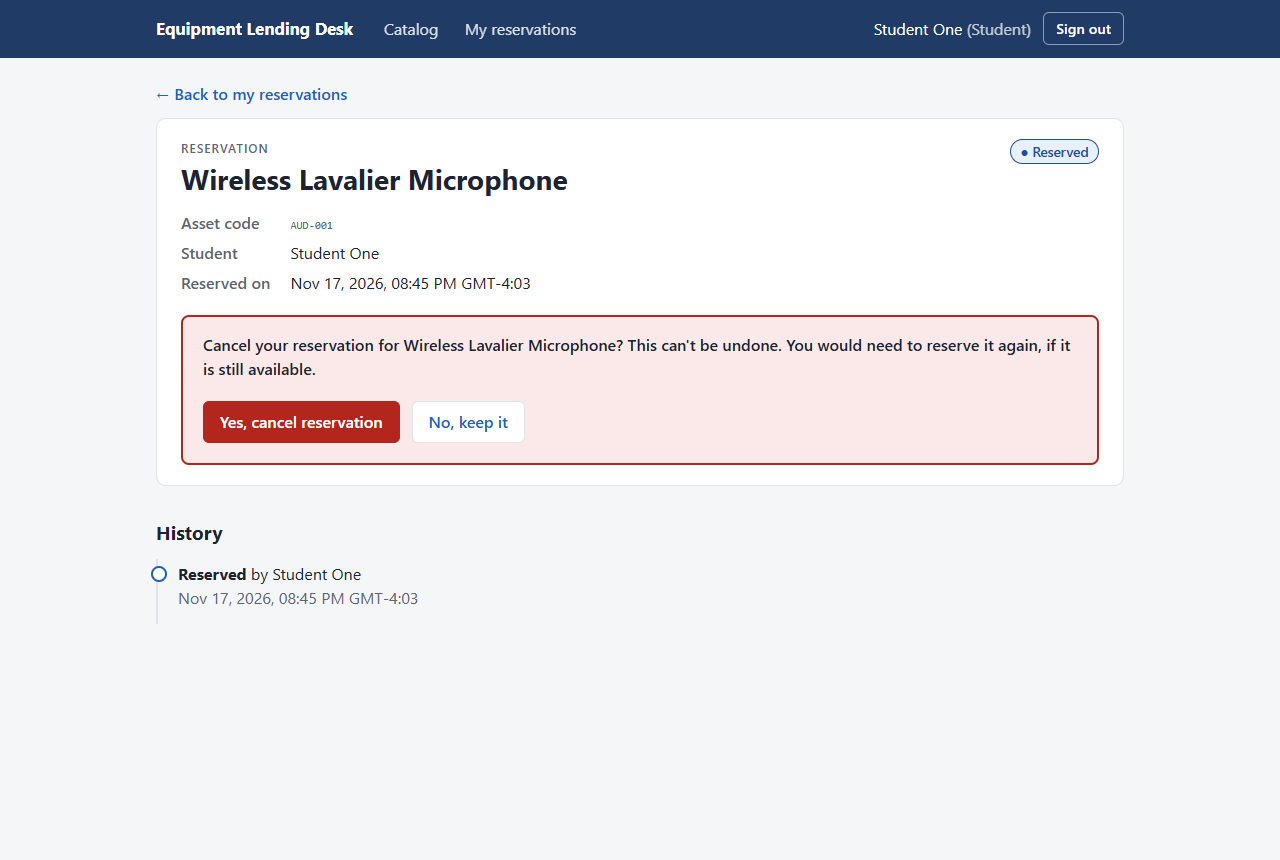 Equipment Lending Desk Catalog My reservations Student One (Student) Sign out
← Back to my reservations
RESERVATION
● Reserved
Wireless Lavalier Microphone
Asset code AUD-001
Student Student One
Reserved on Nov 17, 2026, 08:45 PM GMT-4:03
Cancel your reservation for Wireless Lavalier Microphone? This can't be undone. You would need to reserve it again, if it
is still available.
Yes, cancel reservation No, keep it
History
Reserved by Student One
Nov 17, 2026, 08:45 PM GMT-4:03